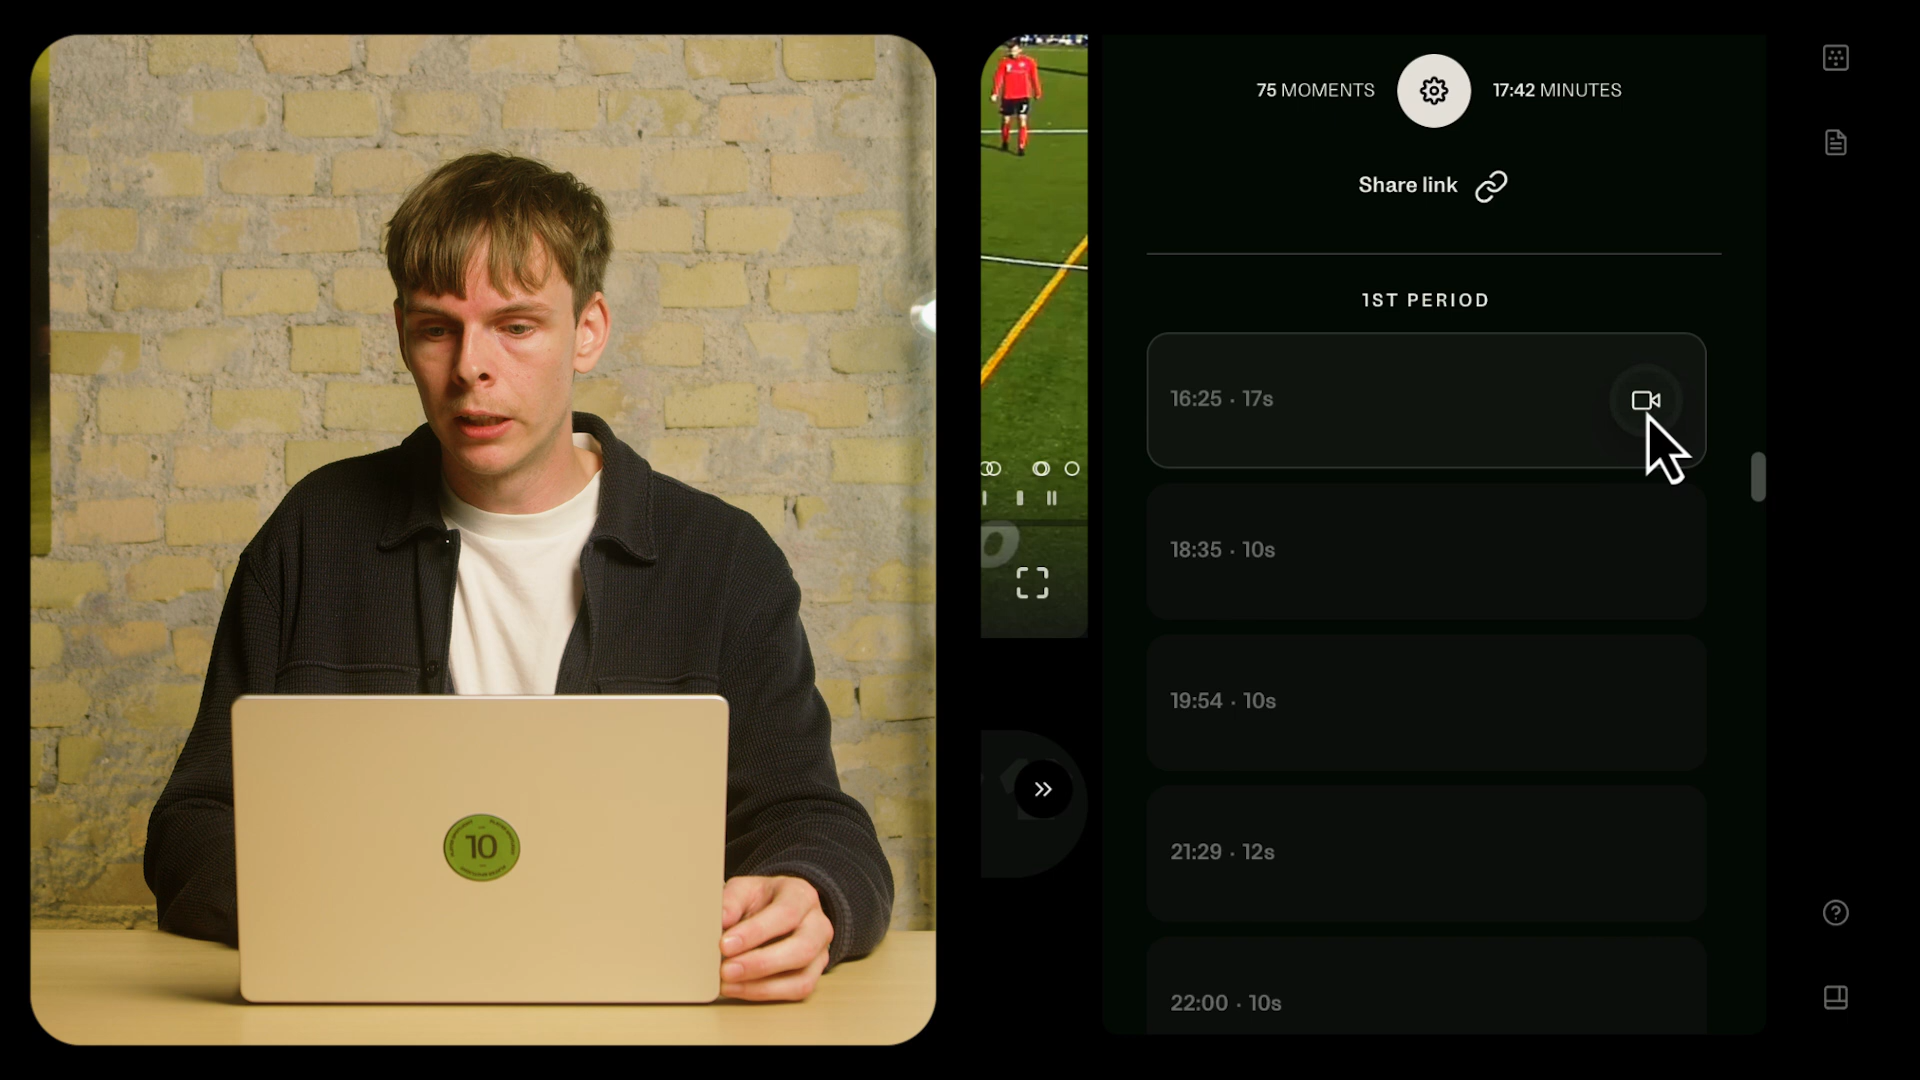 75 MOMENTS
17:42 MINUTES
Share link
1ST PERIOD
16:25 · 17s
18:35 · 10s
19:54 · 10s
21:29 · 12s
22:00 · 10s
10